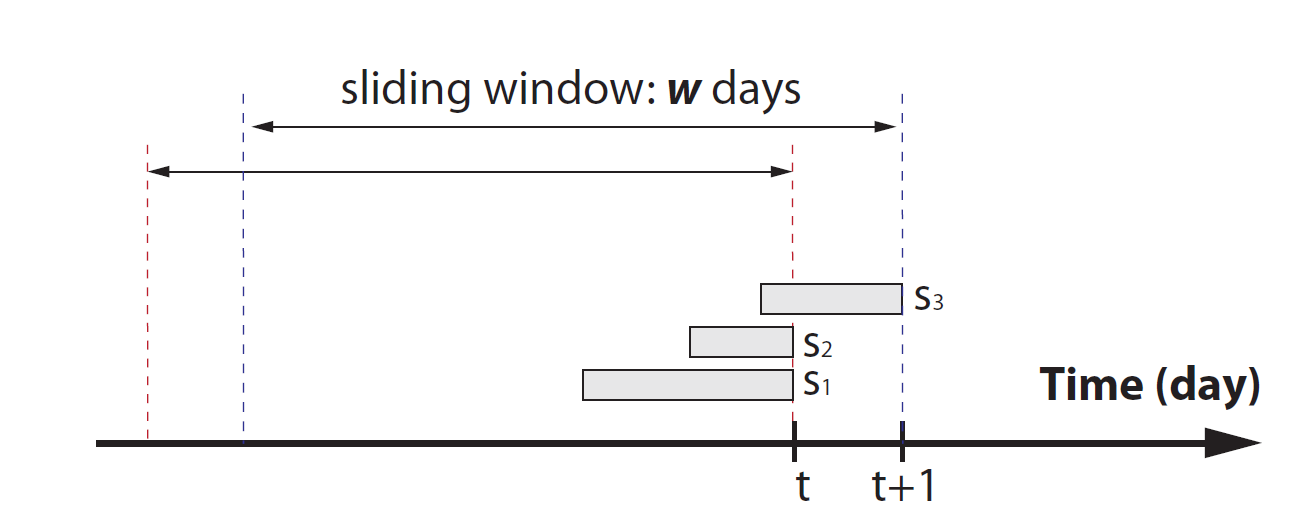 sliding window: w days
s3
s2
s1
Time (day)
t
t+1